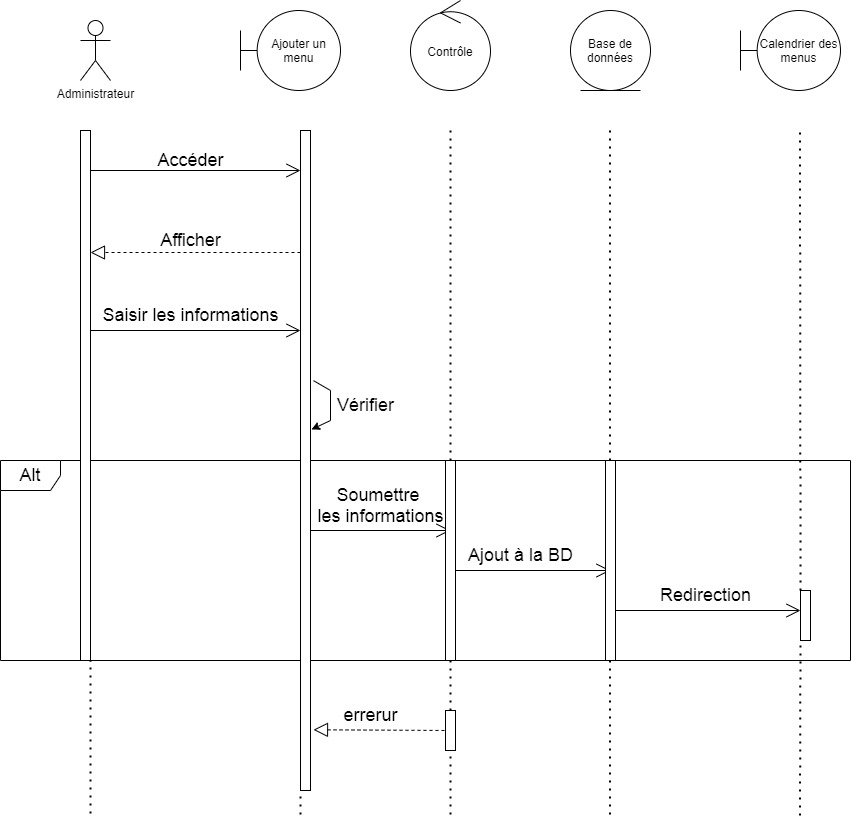 Administrateur
Ajouter un
menu
Contrôle
Base de
données
Calendrier des
menus
Accéder
Afficher
Saisir les informations
Vérifier
Alt
Soumettre
les informations
Ajout à la BD
Redirection
errerur